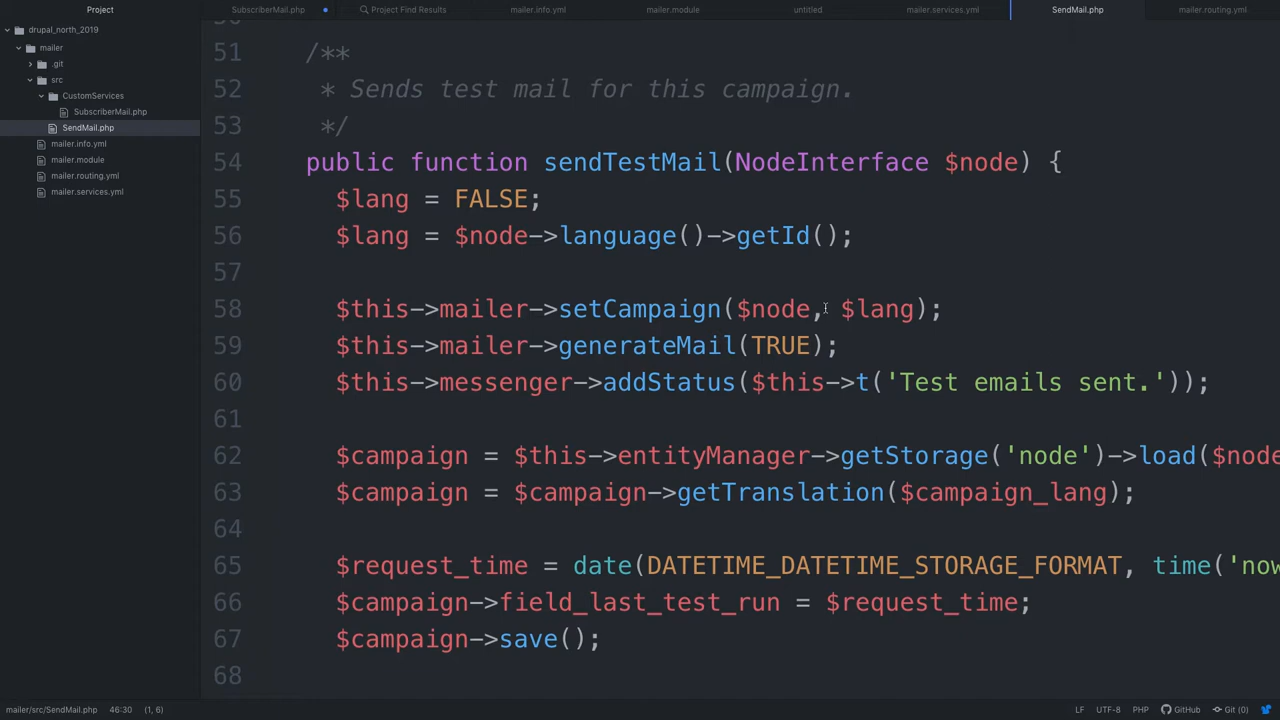 Project
SubscriberMail.php
Project Find Results
mailer.info.yml
mailer.module
untitled
mailer.services.yml
SendMail.php
mailer.routing.yml
drupal_north_2019
mailer
.git
src
CustomServices
SubscriberMail.php
SendMail.php
mailer.info.yml
mailer.module
mailer.routing.yml
mailer.services.yml
51 /**
52 * Sends test mail for this campaign.
53 */
54 public function sendTestMail(NodeInterface $node) {
55 $lang = FALSE;
56 $lang = $node->language()->getId();
57
58 $this->mailer->setCampaign($node, $lang);
59 $this->mailer->generateMail(TRUE);
60 $this->messenger->addStatus($this->t('Test emails sent.'));
61
62 $campaign = $this->entityManager->getStorage('node')->load($node
63 $campaign = $campaign->getTranslation($campaign_lang);
64
65 $request_time = date(DATETIME_DATETIME_STORAGE_FORMAT, time('now
66 $campaign->field_last_test_run = $request_time;
67 $campaign->save();
68
mailer/src/SendMail.php 46:30 (1, 6) LF UTF-8 PHP GitHub Git (0)